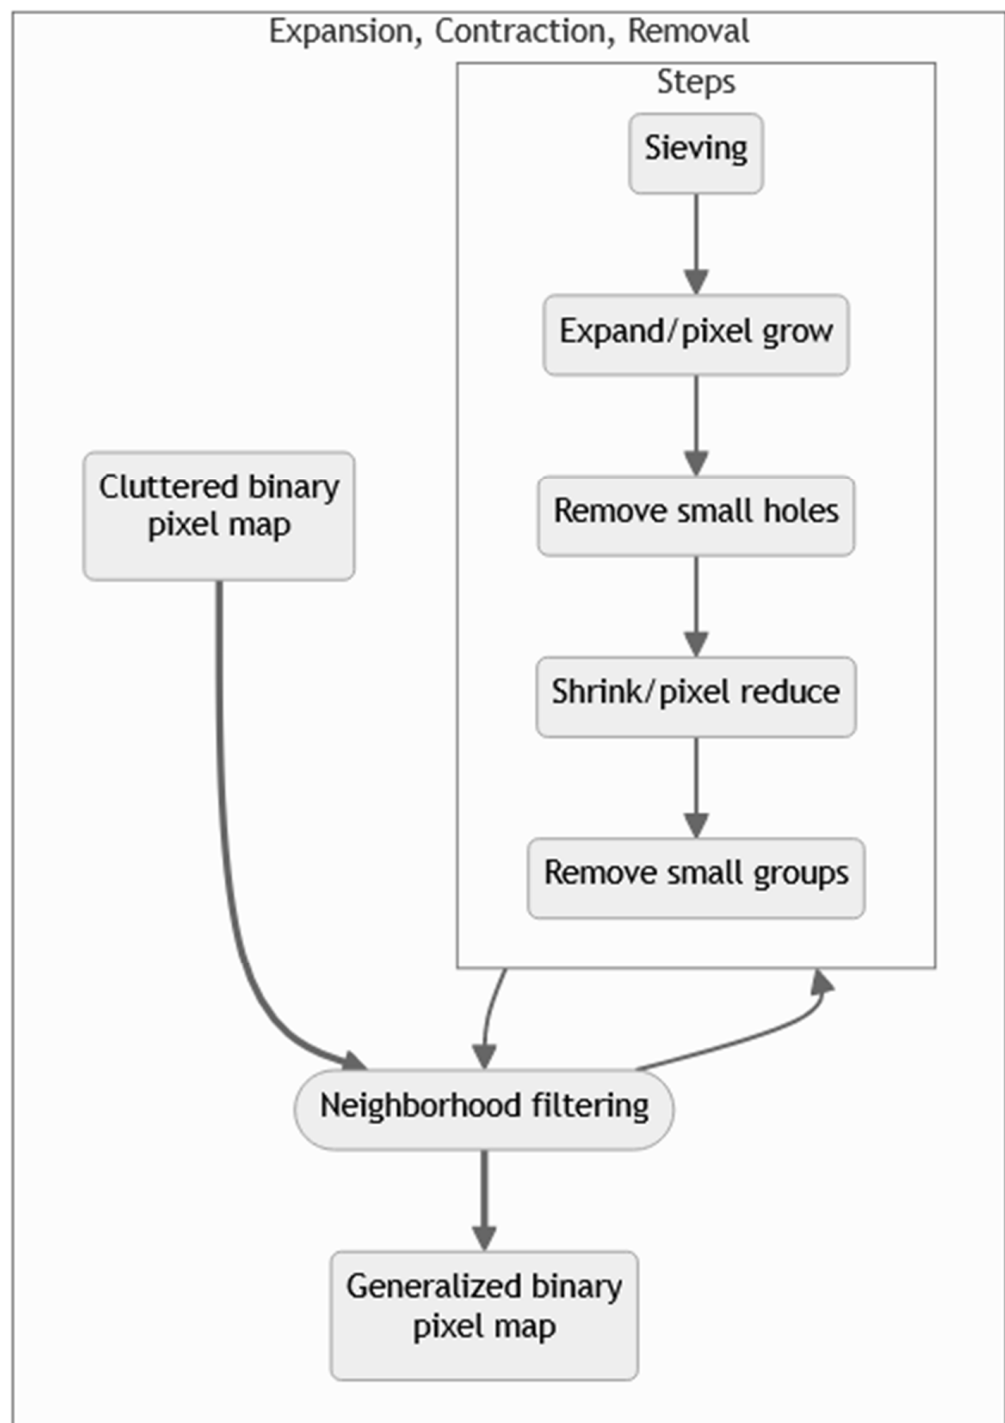 Expansion, Contraction, Removal
Steps
Sieving
Expand/pixel grow
Remove small holes
Shrink/pixel reduce
Remove small groups
Cluttered binary
pixel map
Neighborhood filtering
Generalized binary
pixel map